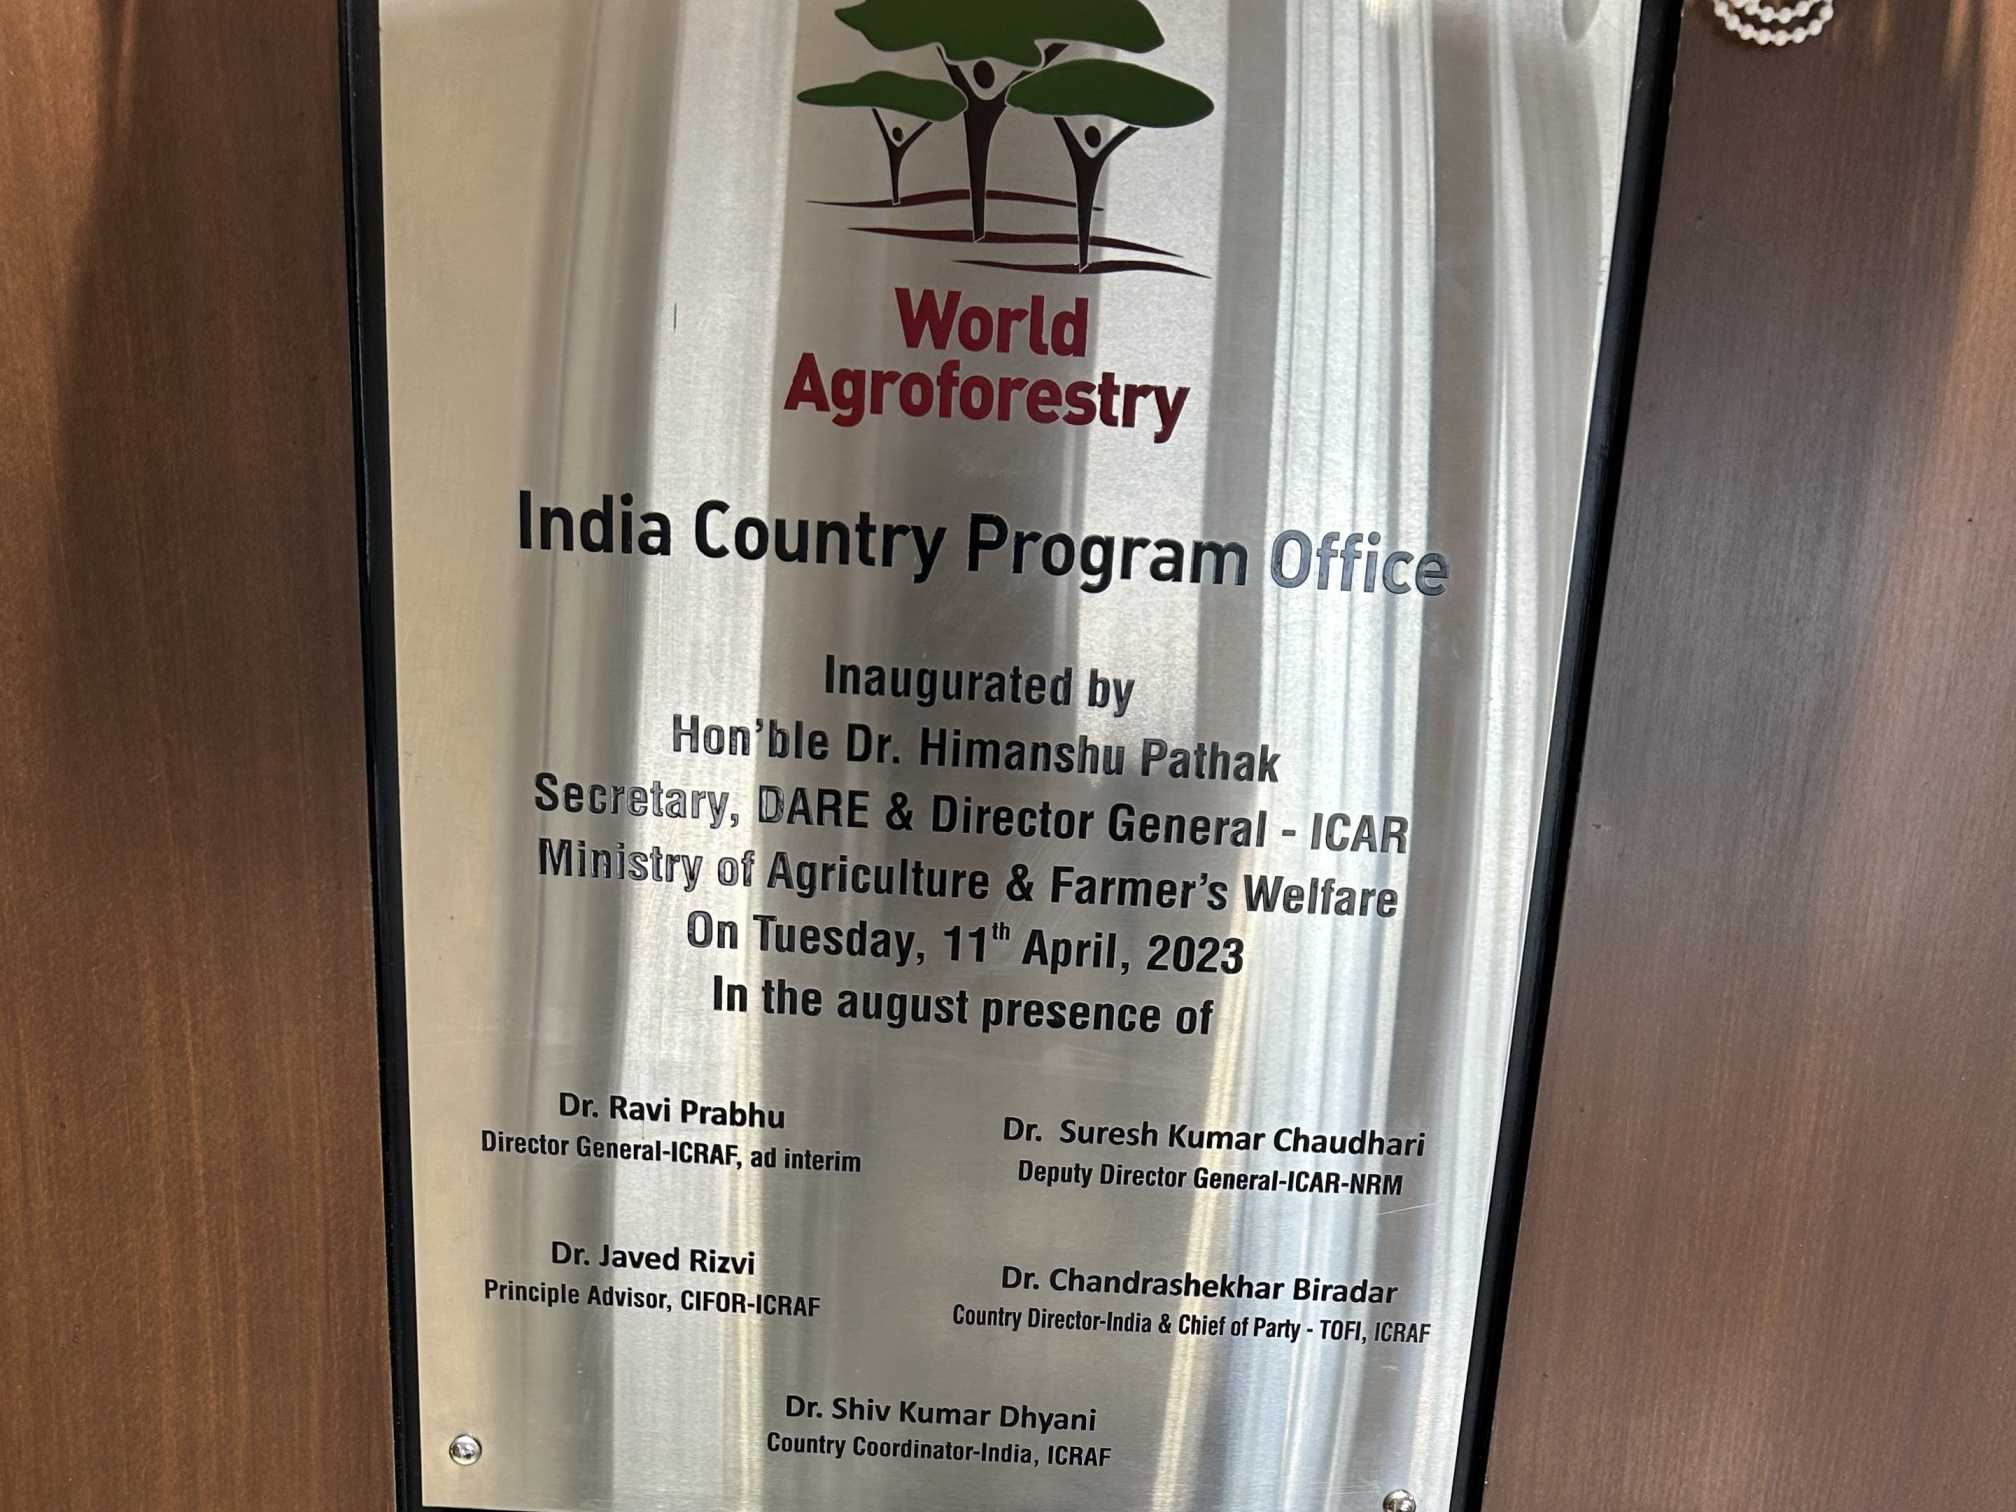 World
Agroforestry
India Country Program Office
Inaugurated by
Hon'ble Dr. Himanshu Pathak
Secretary, DARE & Director General - ICAR
Ministry of Agriculture & Farmer's Welfare
On Tuesday, 11th April, 2023
In the august presence of
Dr. Ravi Prabhu
Director General-ICRAF, ad interim
Dr. Suresh Kumar Chaudhari
Deputy Director General-ICAR-NRM
Dr. Javed Rizvi
Principle Advisor, CIFOR-ICRAF
Dr. Chandrashekhar Biradar
Country Director-India & Chief of Party - TOFI, ICRAF
Dr. Shiv Kumar Dhyani
Country Coordinator-India, ICRAF